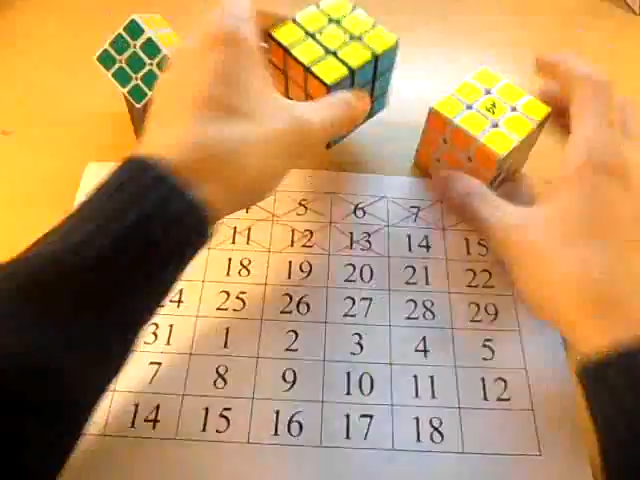 4 5 6 7
11 12 13 14 15
18 19 20 21 22
24 25 26 27 28 29
31 1 2 3 4 5
7 8 9 10 11 12
14 15 16 17 18